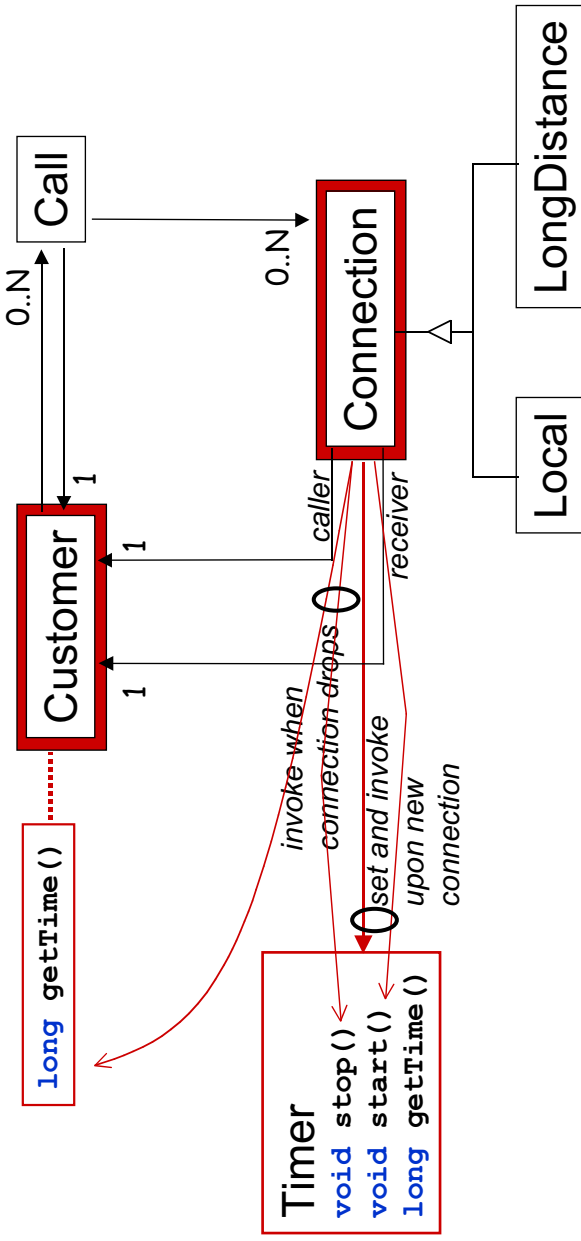 long getTime()
Customer
0..N
Call
1
1
1
0..N
invoke when
connection drops
caller
Connection
receiver
set and invoke
upon new
connection
Timer
void stop()
void start()
long getTime()
Local
LongDistance